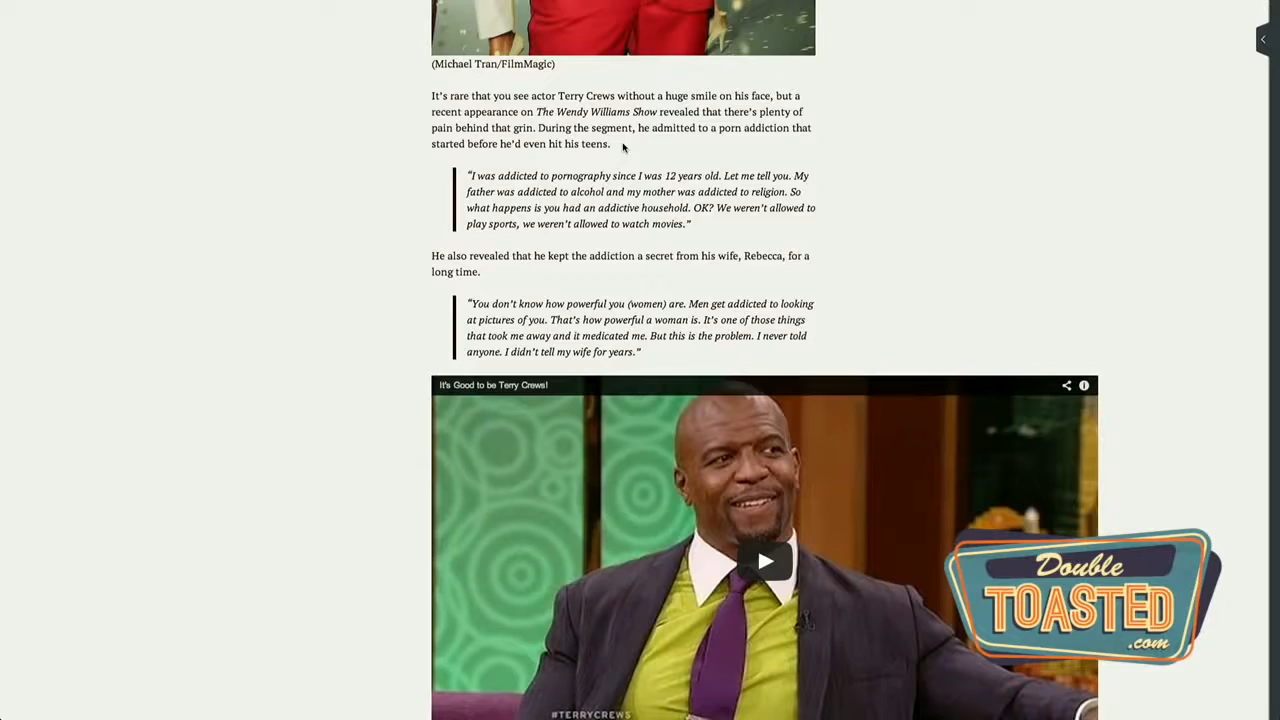 (Michael Tran/FilmMagic)
It's rare that you see actor Terry Crews without a huge smile on his face, but a
recent appearance on The Wendy Williams Show revealed that there's plenty of
pain behind that grin. During the segment, he admitted to a porn addiction that
started before he'd even hit his teens.
"I was addicted to pornography since I was 12 years old. Let me tell you. My
father was addicted to alcohol and my mother was addicted to religion. So
what happens is you had an addictive household. OK? We weren't allowed to
play sports, we weren't allowed to watch movies."
He also revealed that he kept the addiction a secret from his wife, Rebecca, for a
long time.
"You don't know how powerful you (women) are. Men get addicted to looking
at pictures of you. That's how powerful a woman is. It's one of those things
that took me away and it medicated me. But this is the problem. I never told
anyone. I didn't tell my wife for years."
It's Good to be Terry Crews!
Double
TOASTED
.com
#TERRYCREWS